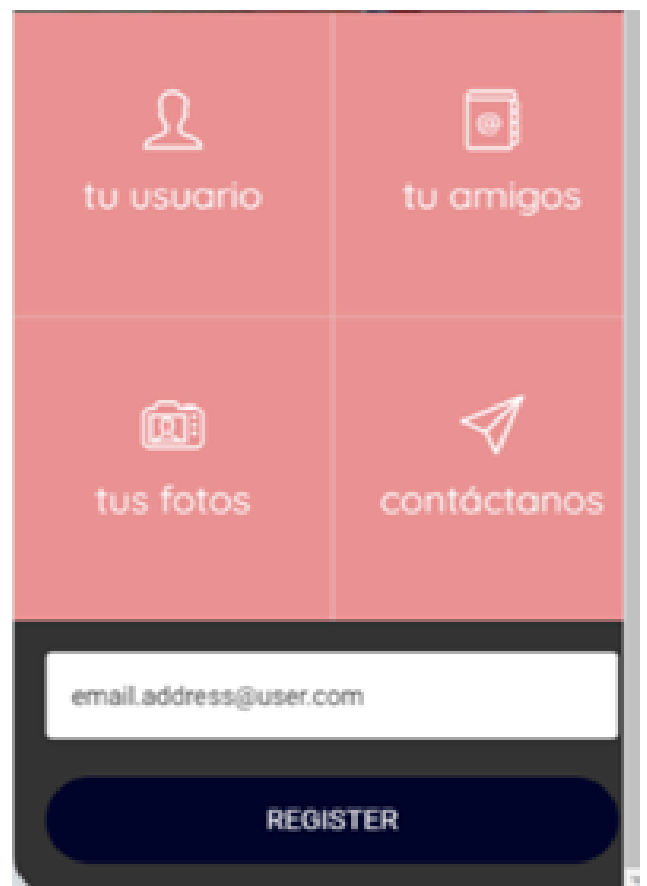 tu usuario
tu amigos
tus fotos
contáctanos
email.address@user.com
REGISTER